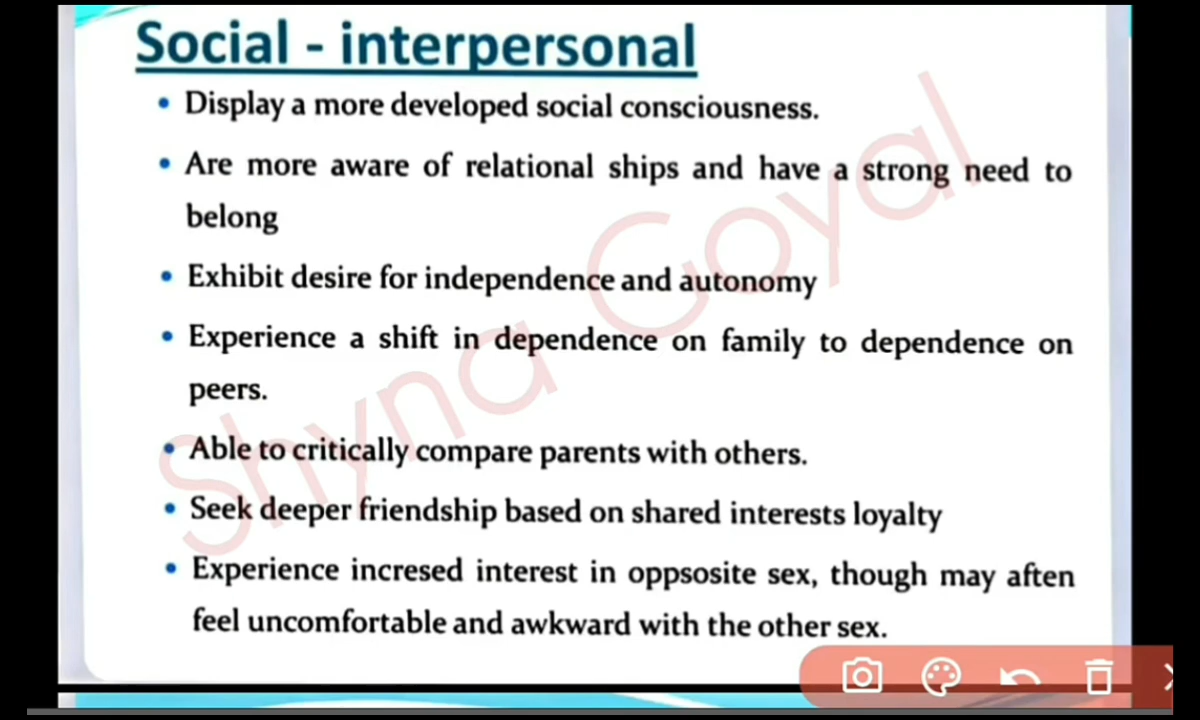 Social - interpersonal
• Display a more developed social consciousness.
• Are more aware of relational ships and have a strong need to
belong
• Exhibit desire for independence and autonomy
• Experience a shift in dependence on family to dependence on
peers.
• Able to critically compare parents with others.
• Seek deeper friendship based on shared interests loyalty
• Experience incresed interest in oppsosite sex, though may aften
feel uncomfortable and awkward with the other sex.
Shyna Goyal